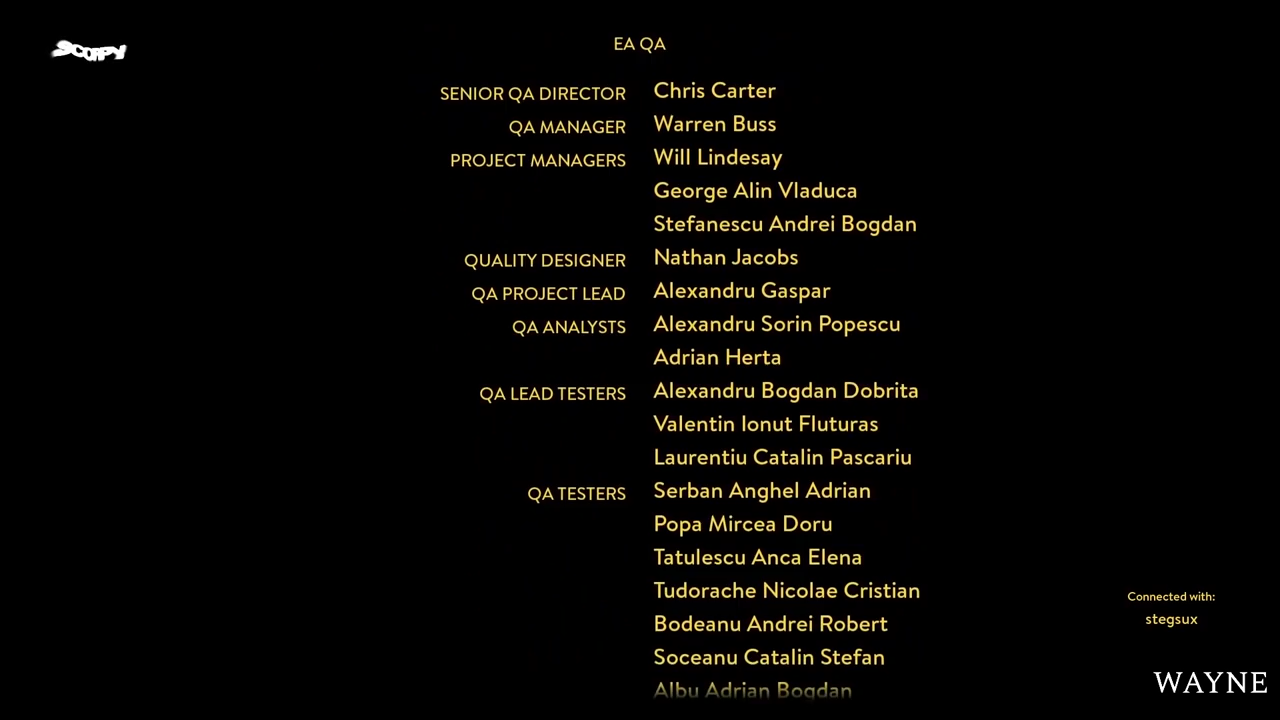 SCORPY
EA QA
SENIOR QA DIRECTOR Chris Carter
QA MANAGER Warren Buss
PROJECT MANAGERS Will Lindesay
George Alin Vladuca
Stefanescu Andrei Bogdan
QUALITY DESIGNER Nathan Jacobs
QA PROJECT LEAD Alexandru Gaspar
QA ANALYSTS Alexandru Sorin Popescu
Adrian Herta
QA LEAD TESTERS Alexandru Bogdan Dobrita
Valentin Ionut Fluturas
Laurentiu Catalin Pascariu
QA TESTERS Serban Anghel Adrian
Popa Mircea Doru
Tatulescu Anca Elena
Tudorache Nicolae Cristian
Bodeanu Andrei Robert
Soceanu Catalin Stefan
Albu Adrian Bogdan
Connected with:
stegsux
WAYNE